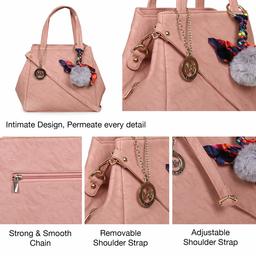 Intimate Design, Permeate every detail
Strong & Smooth
Chain
Removable
Shoulder Strap
Adjustable
Shoulder Strap